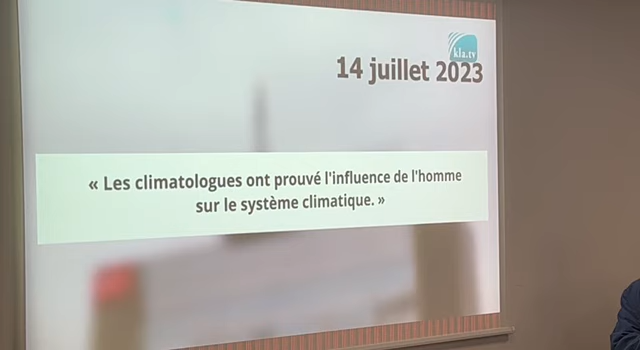 kla.tv
14 juillet 2023
« Les climatologues ont prouvé l'influence de l'homme
sur le système climatique. »